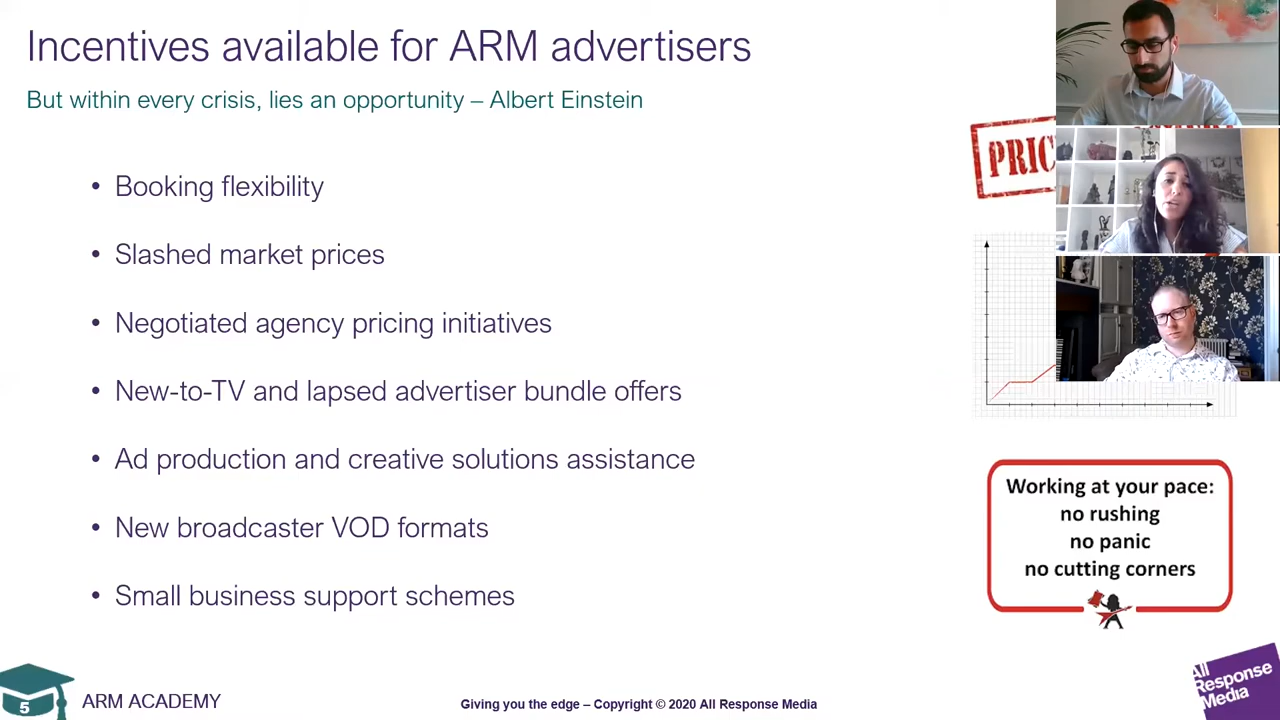 Incentives available for ARM advertisers
But within every crisis, lies an opportunity – Albert Einstein
• Booking flexibility
• Slashed market prices
• Negotiated agency pricing initiatives
• New-to-TV and lapsed advertiser bundle offers
• Ad production and creative solutions assistance
• New broadcaster VOD formats
• Small business support schemes
PRIC
Working at your pace:
no rushing
no panic
no cutting corners
5
ARM ACADEMY
Giving you the edge – Copyright © 2020 All Response Media
All
Response
Media